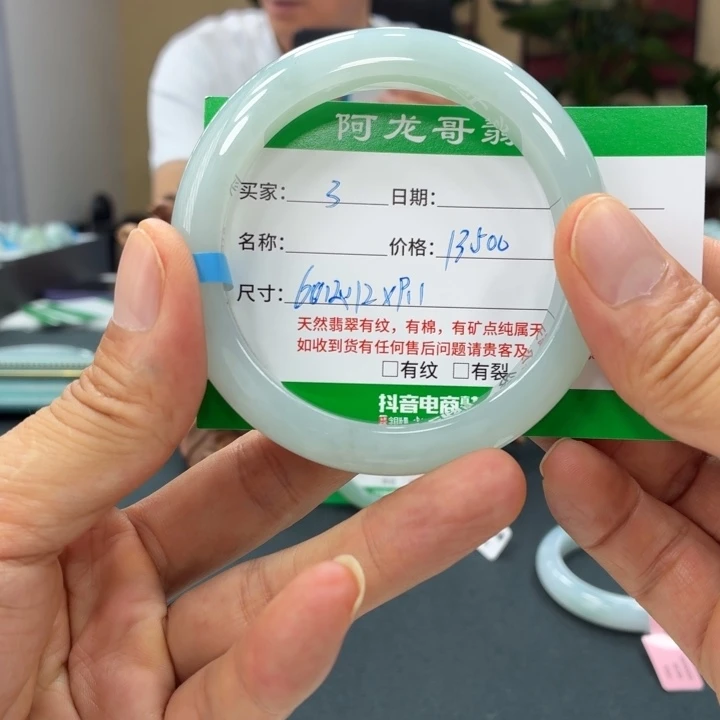 阿龙哥翡
买家: 3 日期:
名称: 价格: 13500
尺寸:
天然翡翠有纹，有棉，有矿点纯属天
如收到货有任何售后问题请贵客及
□有纹 □有裂
抖音电商